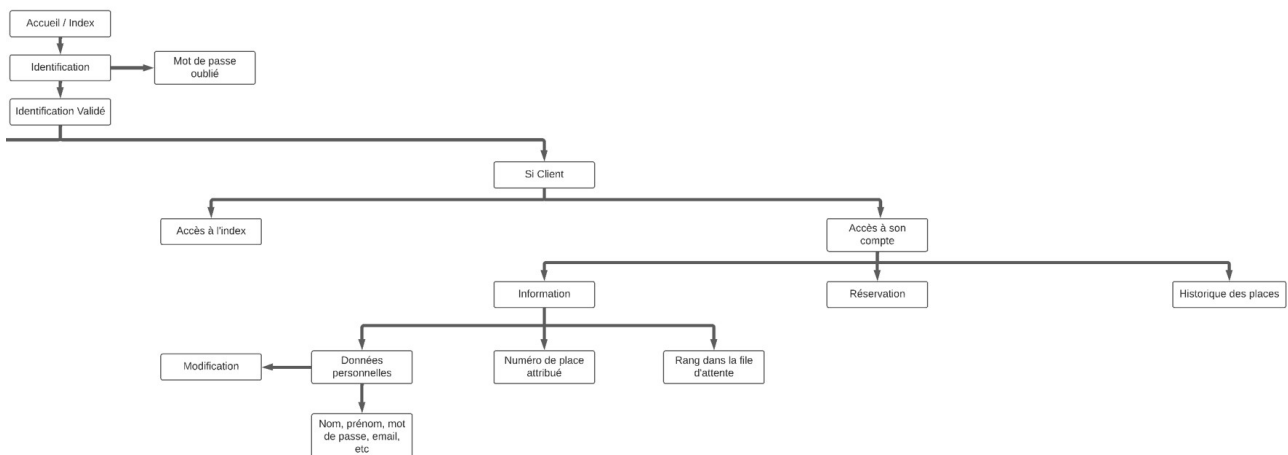 Accueil / Index
Identification
Mot de passe
oublié
Identification Validé
Si Client
Accès à l'index
Accès à son
compte
Information
Réservation
Historique des places
Modification
Données
personnelles
Numéro de place
attribué
Rang dans la file
d'attente
Nom, prénom, mot
de passe, email,
etc